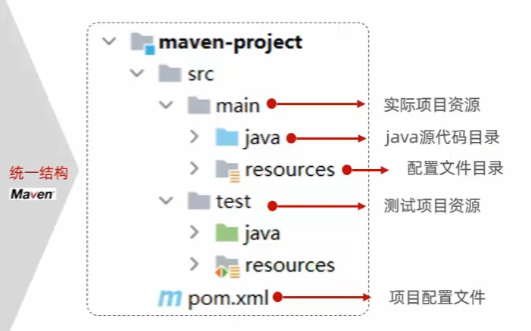 maven-project
src
main
实际项目资源
java
java源代码目录
resources
配置文件目录
统一结构
Maven
test
测试项目资源
java
resources
m
pom.xml
项目配置文件